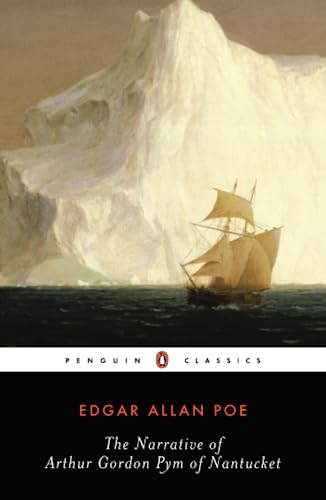 PENGUIN CLASSICS
EDGAR ALLAN POE
The Narrative of
Arthur Gordon Pym of Nantucket